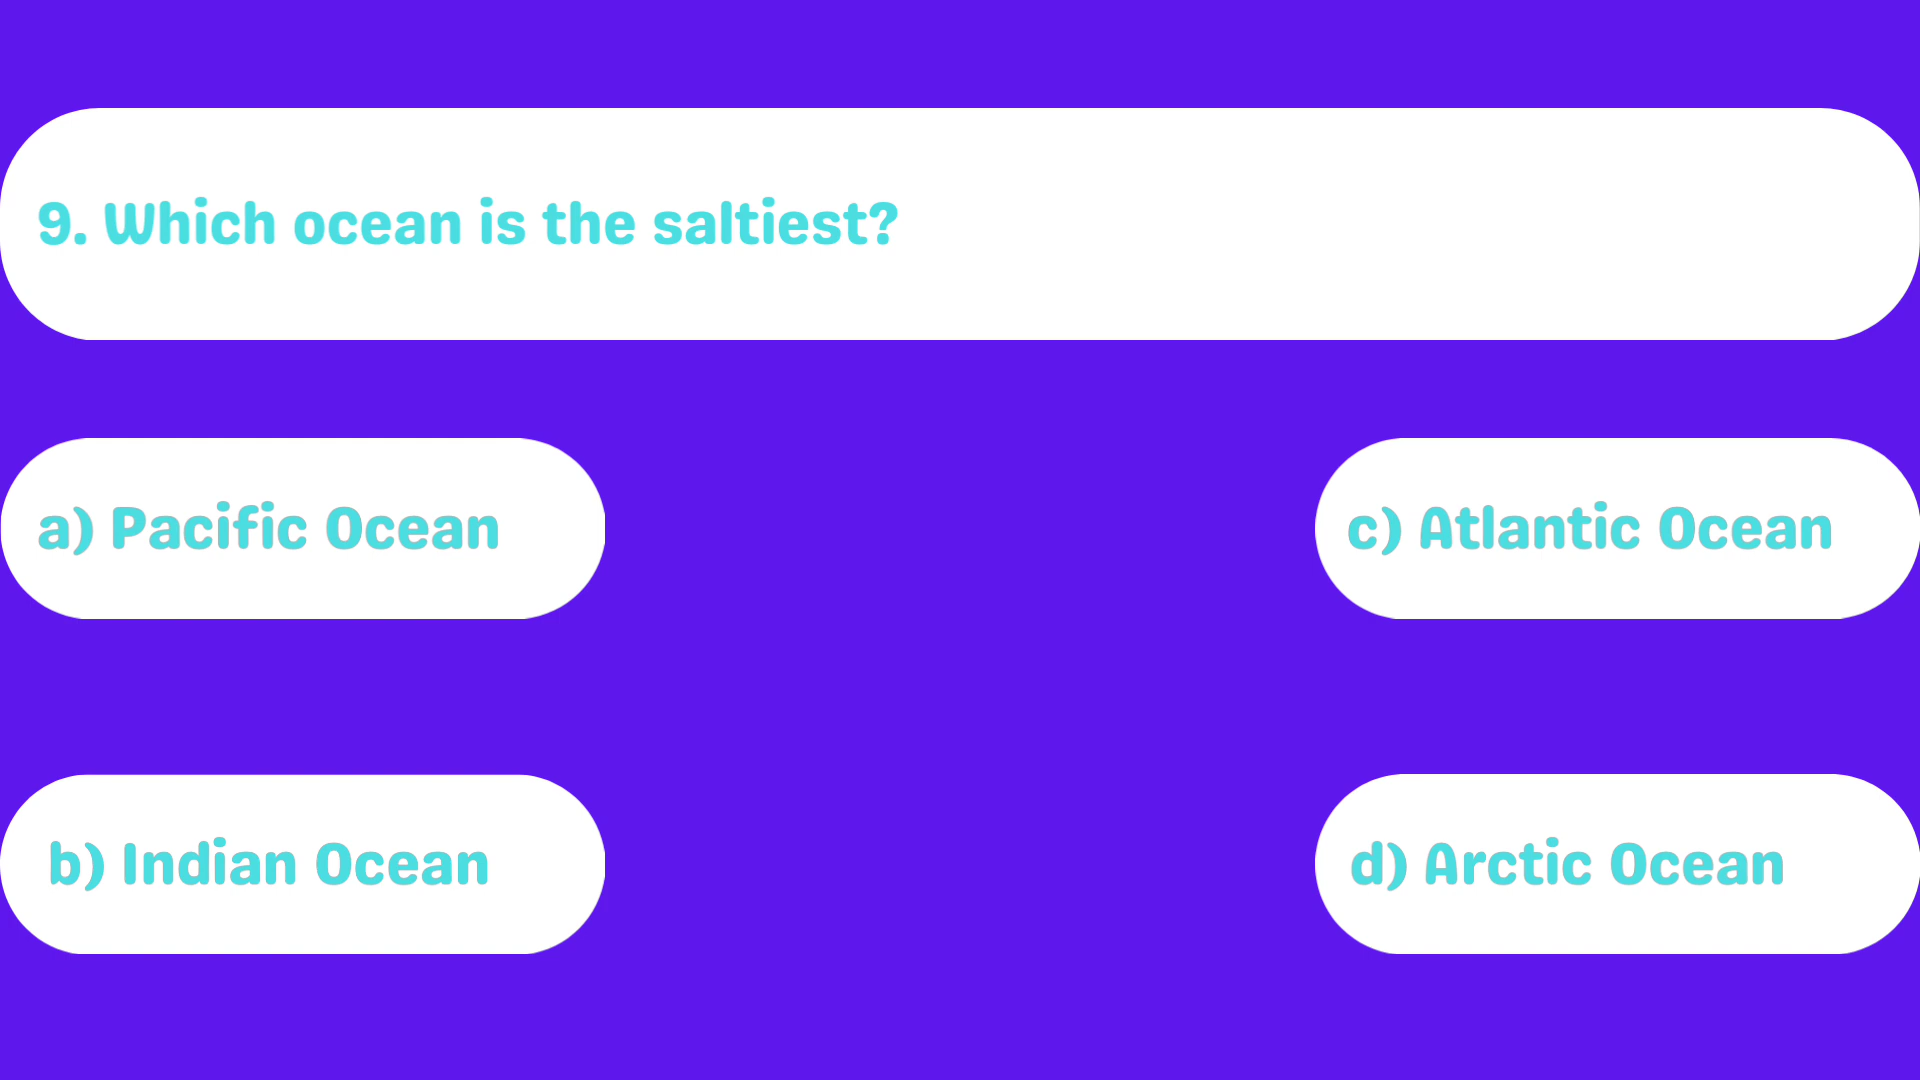 9. Which ocean is the saltiest?
a) Pacific Ocean
c) Atlantic Ocean
b) Indian Ocean
d) Arctic Ocean